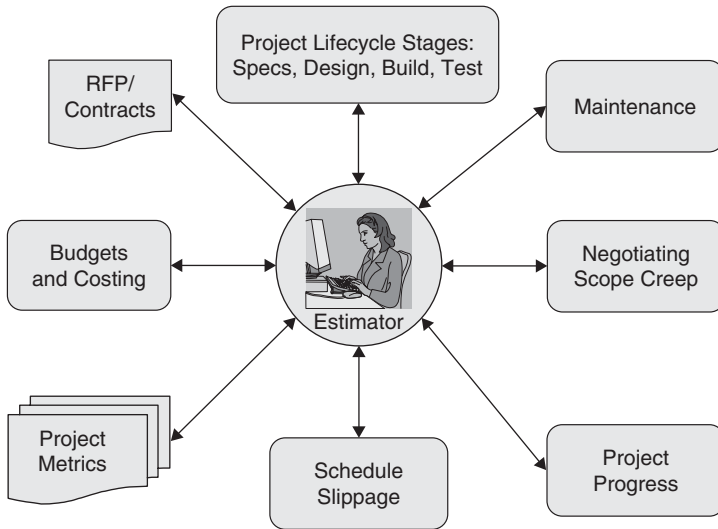 Project Lifecycle Stages:
Specs, Design, Build, Test
RFP/
Contracts
Maintenance
Budgets
and Costing
Estimator
Negotiating
Scope Creep
Project
Metrics
Schedule
Slippage
Project
Progress